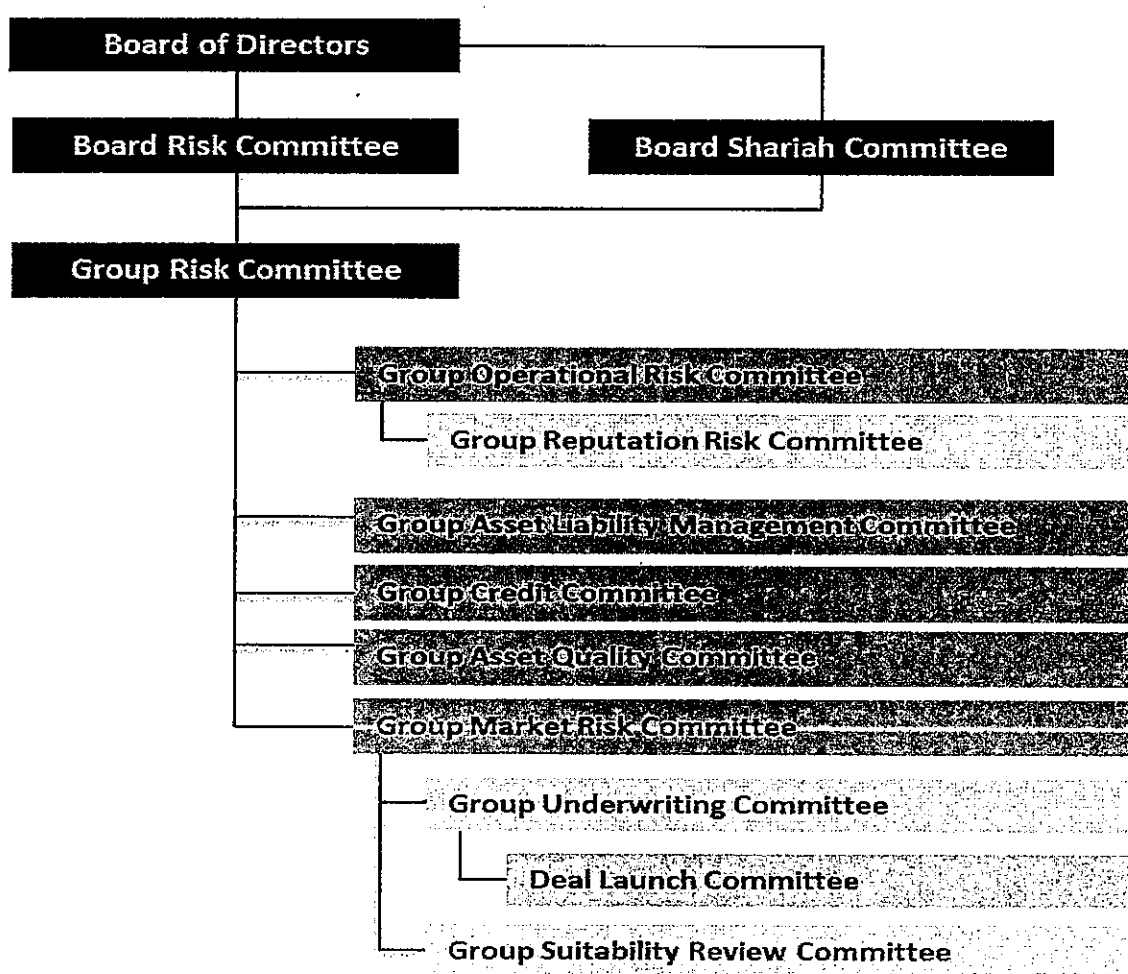 Board of Directors
Board Risk Committee
Board Shariah Committee
Group Risk Committee
Group Operational Risk Committee
Group Reputation Risk Committee
Group Asset Liability Management Committee
Group Credit Committee
Group Asset Quality Committee
Group Market Risk Committee
Group Underwriting Committee
Deal Launch Committee
Group Suitability Review Committee